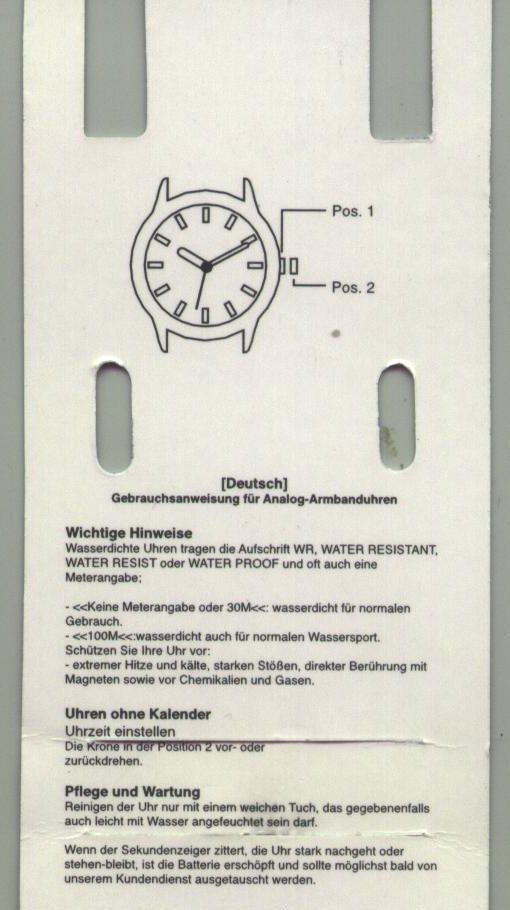 Pos. 1
Pos. 2
[Deutsch]
Gebrauchsanweisung für Analog-Armbanduhren
Wichtige Hinweise
Wasserdichte Uhren tragen die Aufschrift WR, WATER RESISTANT,
WATER RESIST oder WATER PROOF und oft auch eine
Meterangabe;
- <<Keine Meterangabe oder 30M<<: wasserdicht für normalen
Gebrauch.
- <<100M<<:wasserdicht auch für normalen Wassersport.
Schützen Sie Ihre Uhr vor:
- extremer Hitze und kälte, starken Stößen, direkter Berührung mit
Magneten sowie vor Chemikalien und Gasen.
Uhren ohne Kalender
Uhrzeit einstellen
Die Krone in der Position 2 vor- oder
zurückdrehen.
Pflege und Wartung
Reinigen der Uhr nur mit einem weichen Tuch, das gegebenenfalls
auch leicht mit Wasser angefeuchtet sein darf.
Wenn der Sekundenzeiger zittert, die Uhr stark nachgeht oder
stehen-bleibt, ist die Batterie erschöpft und sollte möglichst bald von
unserem Kundendienst ausgetauscht werden.